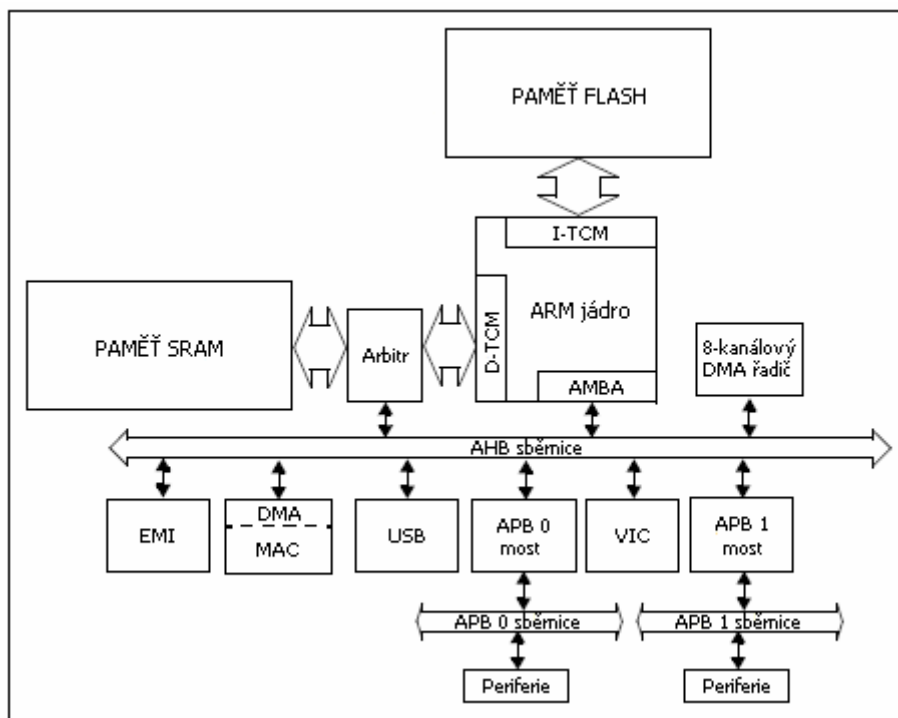 PAMĚŤ FLASH
I-TCM
ARM jádro
D-TCM
AMBA
PAMĚŤ SRAM
Arbitr
8-kanálový
DMA řadič
AHB sběrnice
EMI
DMA
MAC
USB
APB 0
most
VIC
APB 1
most
APB 0 sběrnice
APB 1 sběrnice
Periferie
Periferie